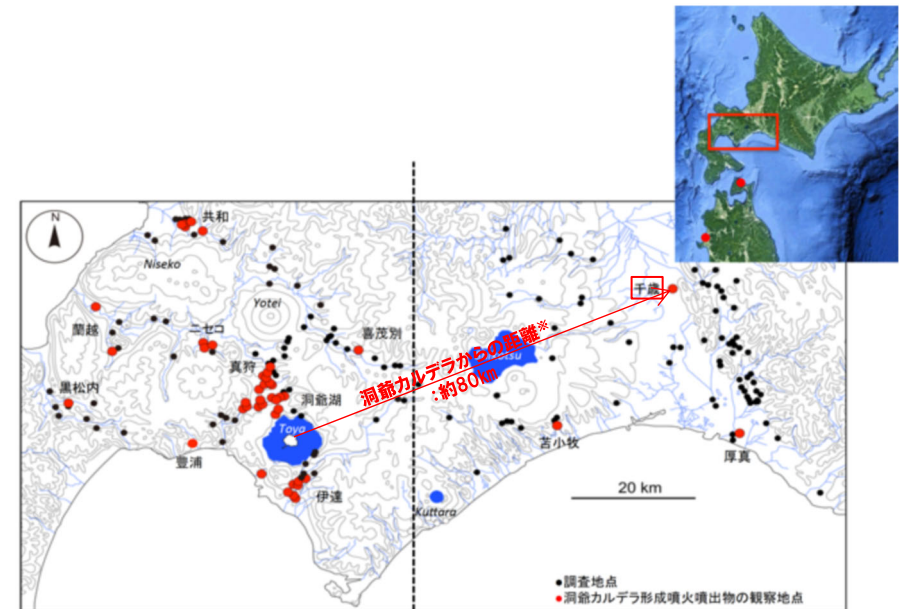 N
共和
Niseko
千歳
Yotei
蘭越
ニセコ
喜茂別
真狩
洞爺カルデラからの距離※
:約80km
黒松内
洞爺湖
Toya
苫小牧
豊浦
厚真
伊達
20 km
Kuttara
●調査地点
●洞爺カルデラ形成噴火噴出物の観察地点